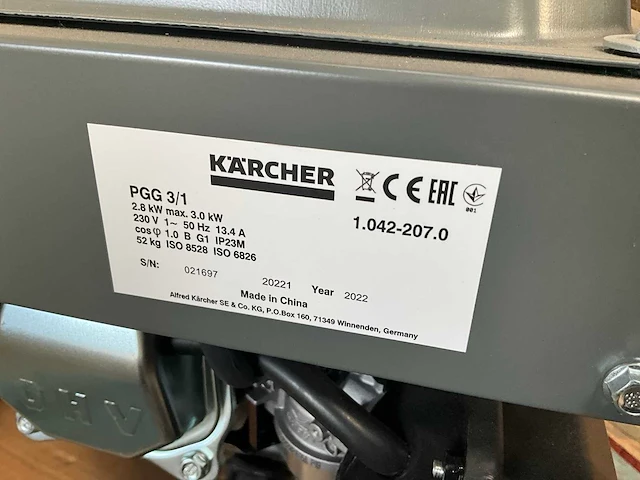 KÄRCHER
CE EAC
001
PGG 3/1
1.042-207.0
2.8 kW max. 3.0 kW
230 V 1~ 50 Hz 13.4 A
cos φ 1.0 B G1 IP23M
52 kg ISO 8528 ISO 6826
S/N: 021697 20221 Year 2022
Made in China
Alfred Kärcher SE & Co. KG, P.O.Box 160, 71349 Winnenden, Germany
OHV